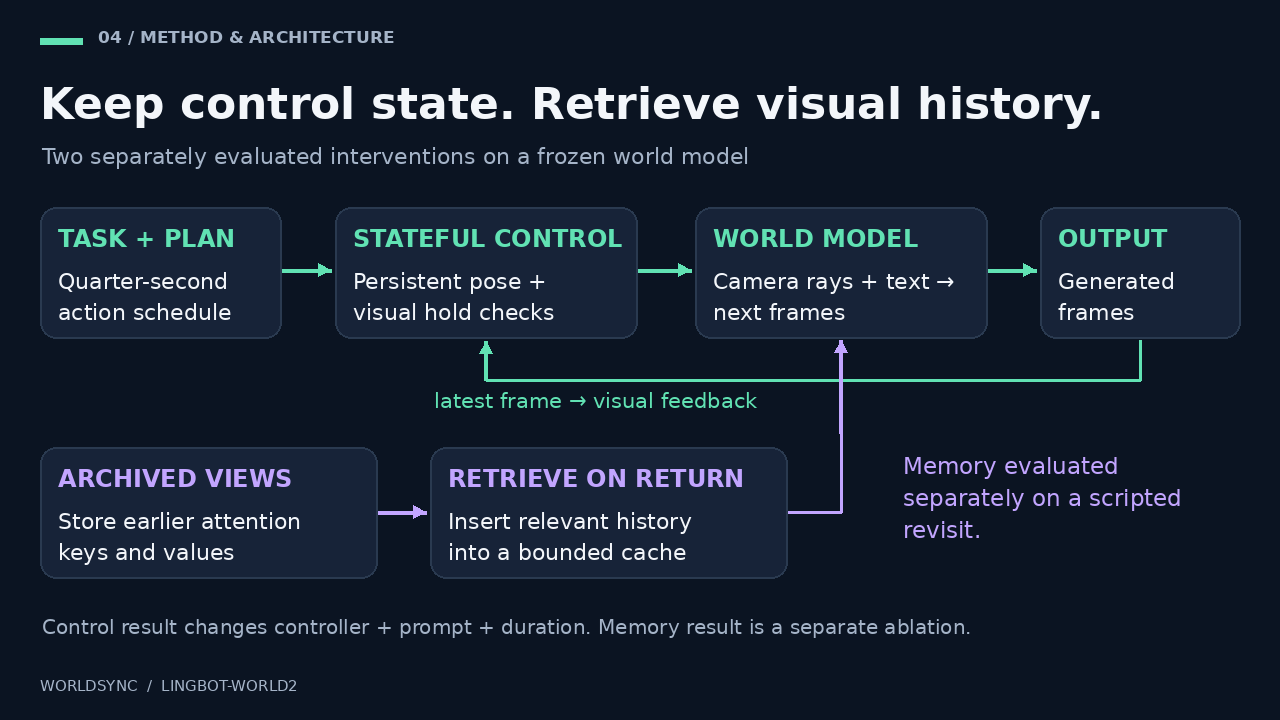 04 / METHOD & ARCHITECTURE
Keep control state. Retrieve visual history.
Two separately evaluated interventions on a frozen world model
TASK + PLAN
Quarter-second
action schedule
STATEFUL CONTROL
Persistent pose +
visual hold checks
WORLD MODEL
Camera rays + text →
next frames
OUTPUT
Generated
frames
latest frame → visual feedback
ARCHIVED VIEWS
Store earlier attention
keys and values
RETRIEVE ON RETURN
Insert relevant history
into a bounded cache
Memory evaluated
separately on a scripted
revisit.
Control result changes controller + prompt + duration. Memory result is a separate ablation.
WORLDSYNC / LINGBOT-WORLD2